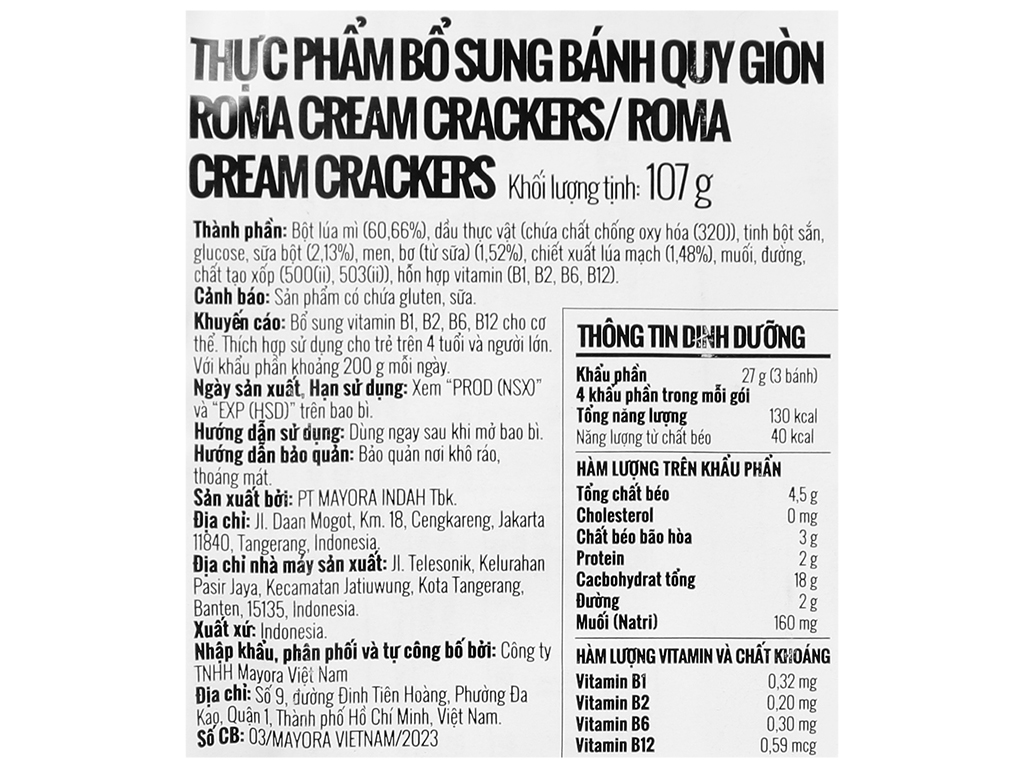 THỰC PHẨM BỔ SUNG BÁNH QUY GIÒN
ROMA CREAM CRACKERS/ ROMA
CREAM CRACKERS Khối lượng tịnh: 107 g
Thành phần: Bột lúa mì (60,66%), dầu thực vật (chứa chất chống oxy hóa (320)), tinh bột sắn,
glucose, sữa bột (2,13%), men, bơ (từ sữa) (1,52%), chiết xuất lúa mạch (1,48%), muối, đường,
chất tạo xốp (500(ii), 503(ii)), hỗn hợp vitamin (B1, B2, B6, B12).
Cảnh báo: Sản phẩm có chứa gluten, sữa.
Khuyến cáo: Bổ sung vitamin B1, B2, B6, B12 cho cơ
thể. Thích hợp sử dụng cho trẻ trên 4 tuổi và người lớn.
Với khẩu phần khoảng 200 g mỗi ngày.
Ngày sản xuất, Hạn sử dụng: Xem “PROD (NSX)”
và “EXP (HSD)” trên bao bì.
Hướng dẫn sử dụng: Dùng ngay sau khi mở bao bì.
Hướng dẫn bảo quản: Bảo quản nơi khô ráo,
thoáng mát.
Sản xuất bởi: PT MAYORA INDAH Tbk.
Địa chỉ: Jl. Daan Mogot, Km. 18, Cengkareng, Jakarta
11840, Tangerang, Indonesia.
Địa chỉ nhà máy sản xuất: Jl. Telesonik, Kelurahan
Pasir Jaya, Kecamatan Jatiuwung, Kota Tangerang,
Banten, 15135, Indonesia.
Xuất xứ: Indonesia.
Nhập khẩu, phân phối và tự công bố bởi: Công ty
TNHH Mayora Việt Nam
Địa chỉ: Số 9, đường Đinh Tiên Hoàng, Phường Đa
Kao, Quận 1, Thành phố Hồ Chí Minh, Việt Nam.
Số CB: 03/MAYORA VIETNAM/2023
THÔNG TIN DINH DƯỠNG
Khẩu phần 27 g (3 bánh)
4 khẩu phần trong mỗi gói
Tổng năng lượng 130 kcal
Năng lượng từ chất béo 40 kcal
HÀM LƯỢNG TRÊN KHẨU PHẦN
Tổng chất béo 4,5 g
Cholesterol 0 mg
Chất béo bão hòa 3 g
Protein 2 g
Cacbohydrat tổng 18 g
Đường 2 g
Muối (Natri) 160 mg
HÀM LƯỢNG VITAMIN VÀ CHẤT KHOÁNG
Vitamin B1 0,32 mg
Vitamin B2 0,20 mg
Vitamin B6 0,30 mg
Vitamin B12 0,59 mcg